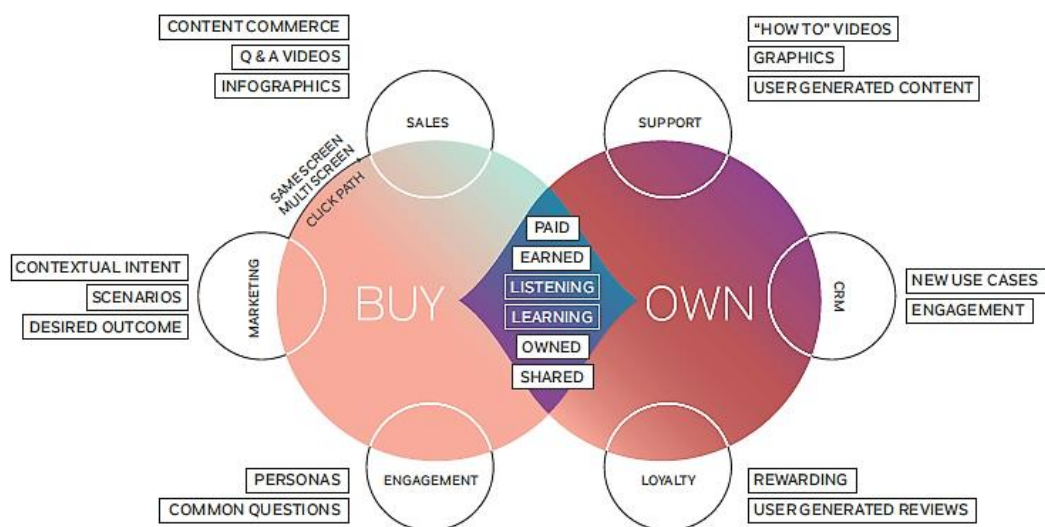 CONTENT COMMERCE
Q & A VIDEOS
INFOGRAPHICS
"HOW TO" VIDEOS
GRAPHICS
USER GENERATED CONTENT
SALES
SUPPORT
SAME SCREEN
MULTI SCREEN
CLICK PATH
CONTEXTUAL INTENT
SCENARIOS
DESIRED OUTCOME
MARKETING
BUY
PAID
EARNED
LISTENING
LEARNING
OWNED
SHARED
OWN
CRM
NEW USE CASES
ENGAGEMENT
PERSONAS
COMMON QUESTIONS
ENGAGEMENT
LOYALTY
REWARDING
USER GENERATED REVIEWS